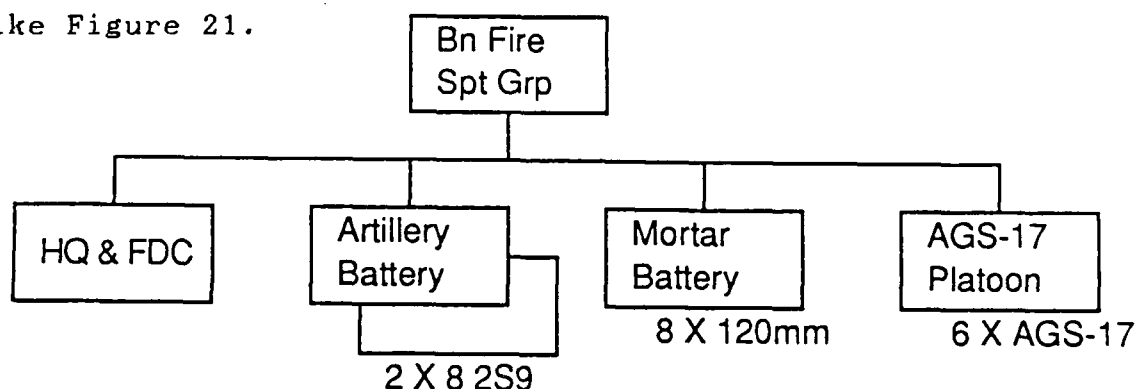 ike Figure 21.
Bn Fire
Spt Grp
HQ & FDC
Artillery
Battery
2 X 8 2S9
Mortar
Battery
8 X 120mm
AGS-17
Platoon
6 X AGS-17